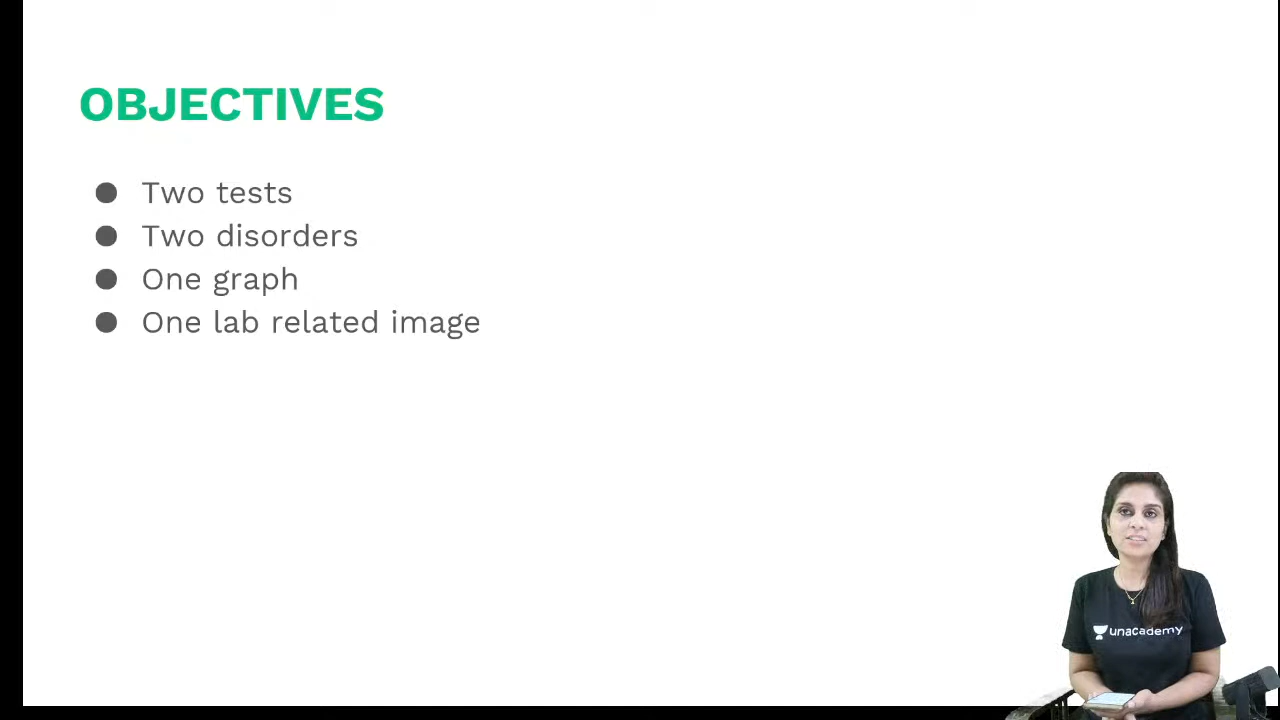 OBJECTIVES
● Two tests
● Two disorders
● One graph
● One lab related image
unacademy